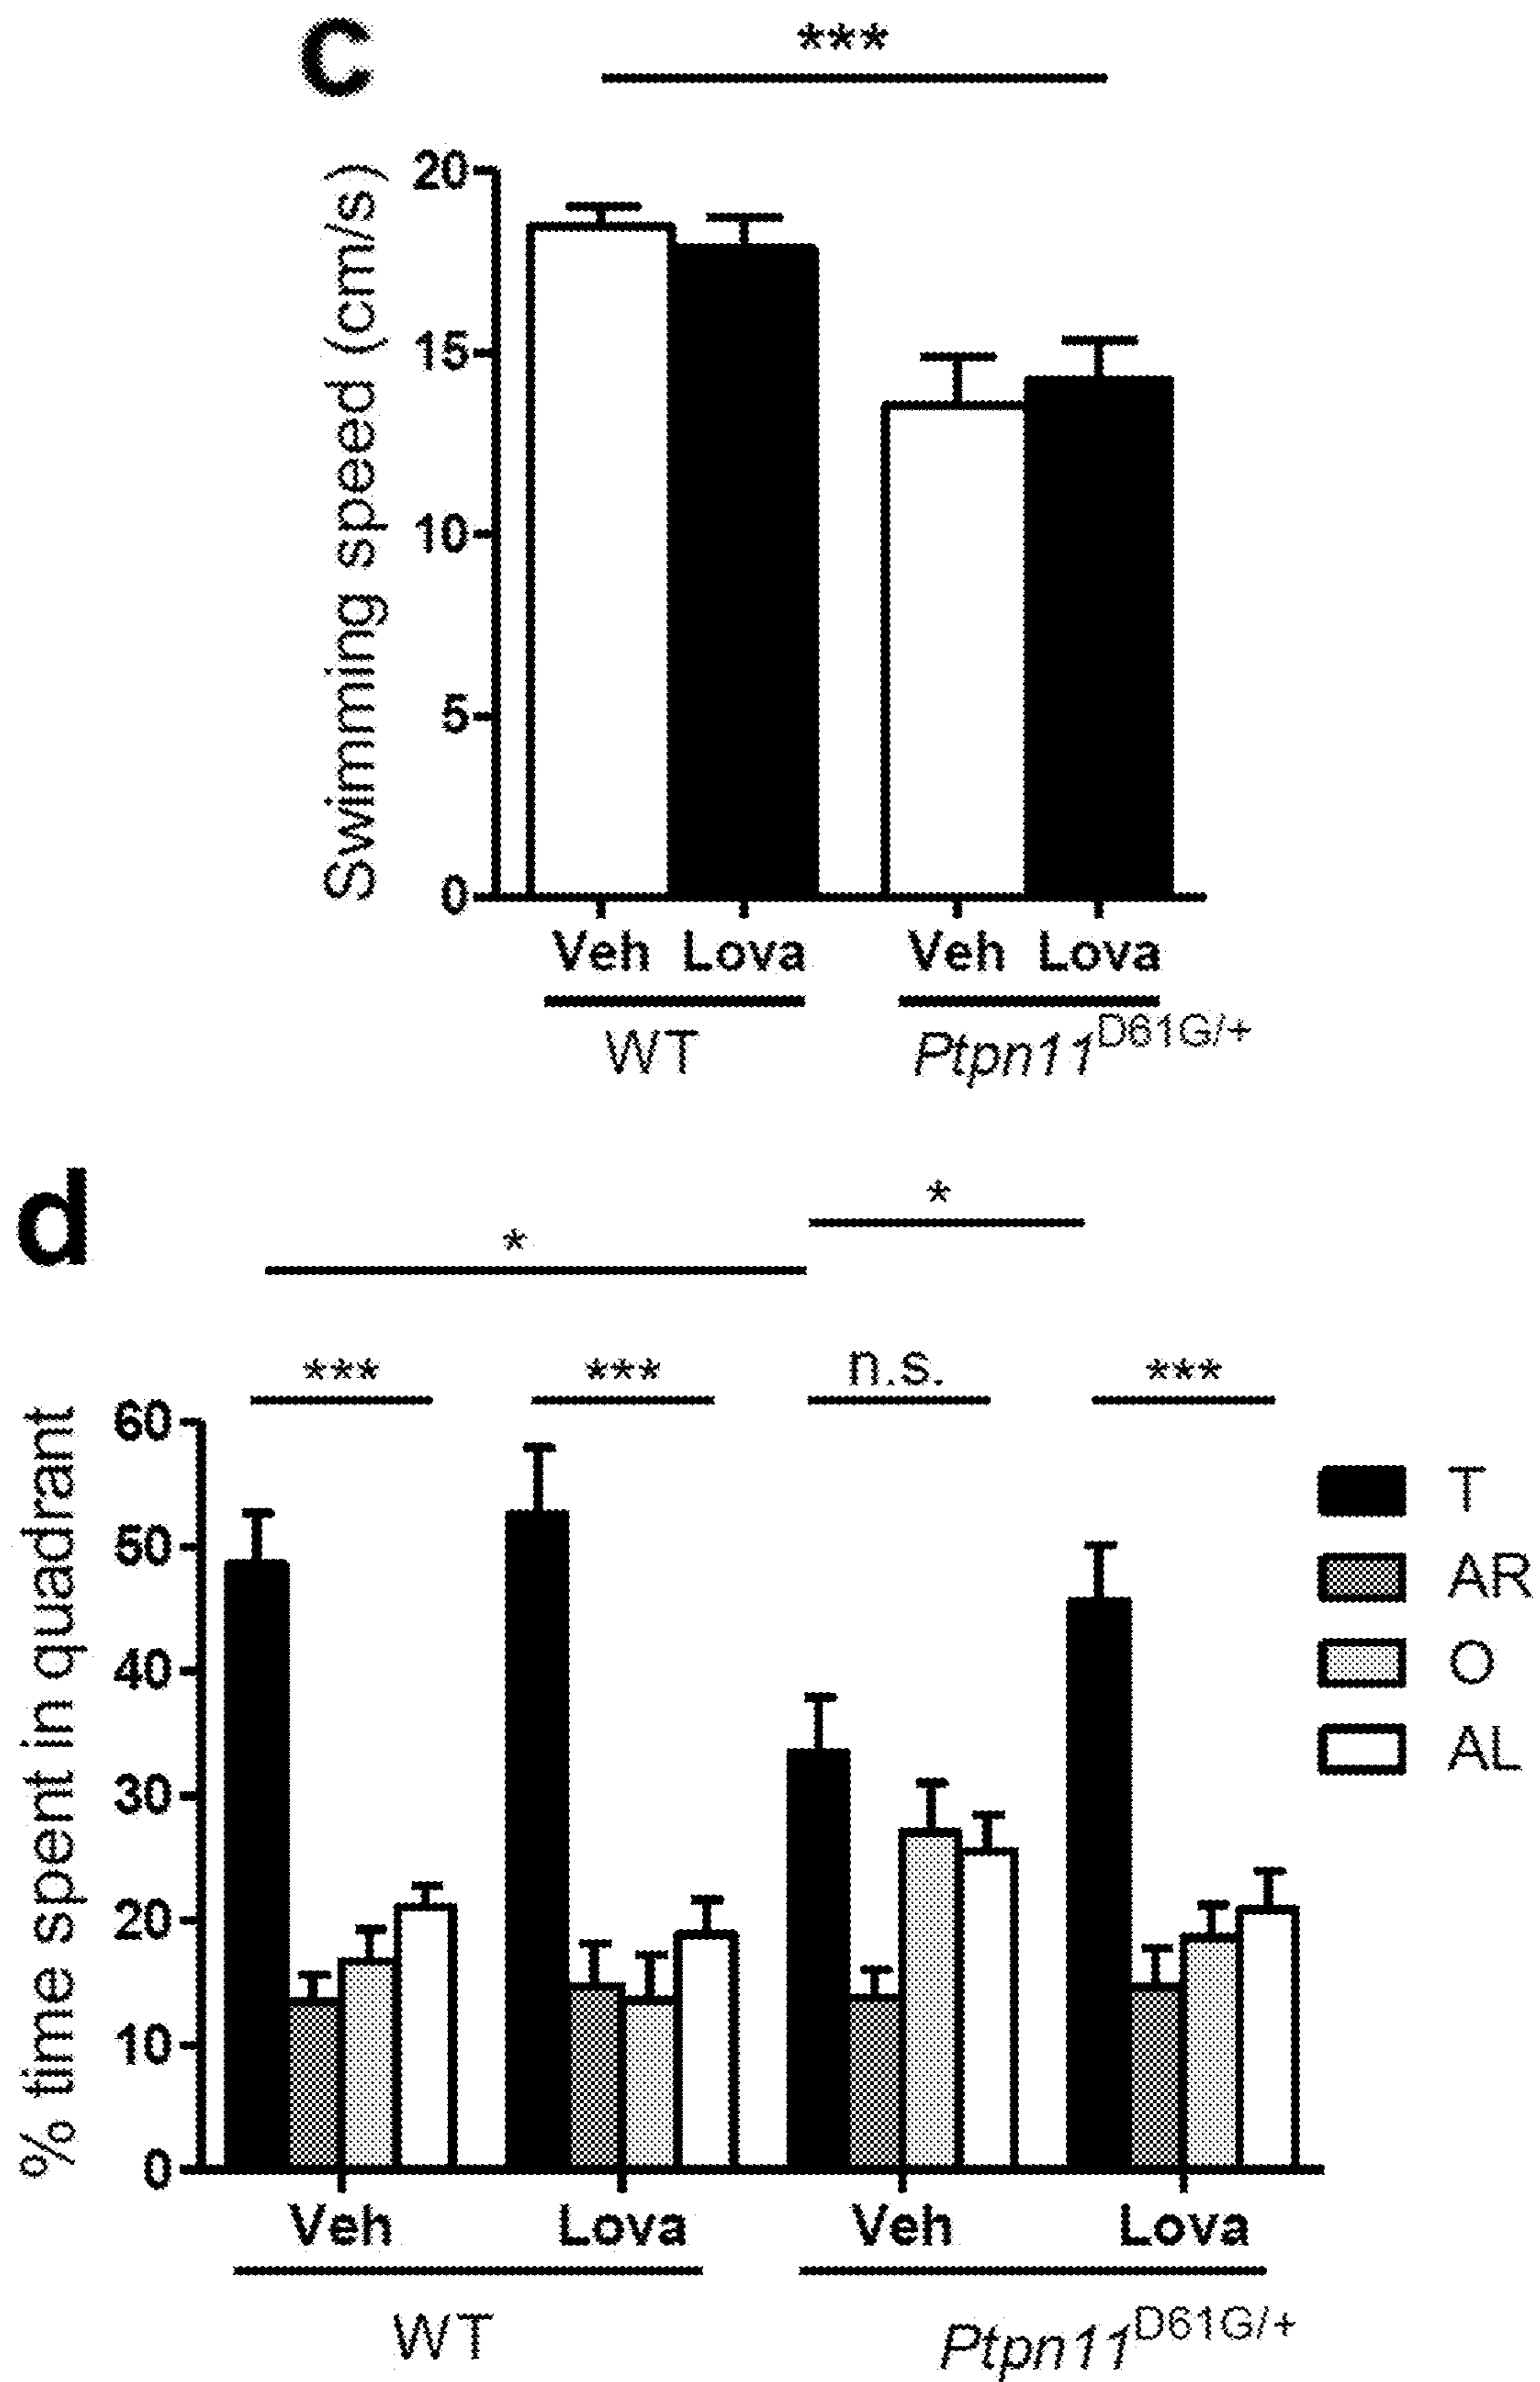 c
***
Swimming speed (cm/s)
20
15
10
5
0
Veh Lova Veh Lova
WT Ptpn11D61G/+
d
*
*
*** *** n.s. ***
% time spent in quadrant
60
50
40
30
20
10
0
T
AR
O
AL
Veh Lova Veh Lova
WT Ptpn11D61G/+